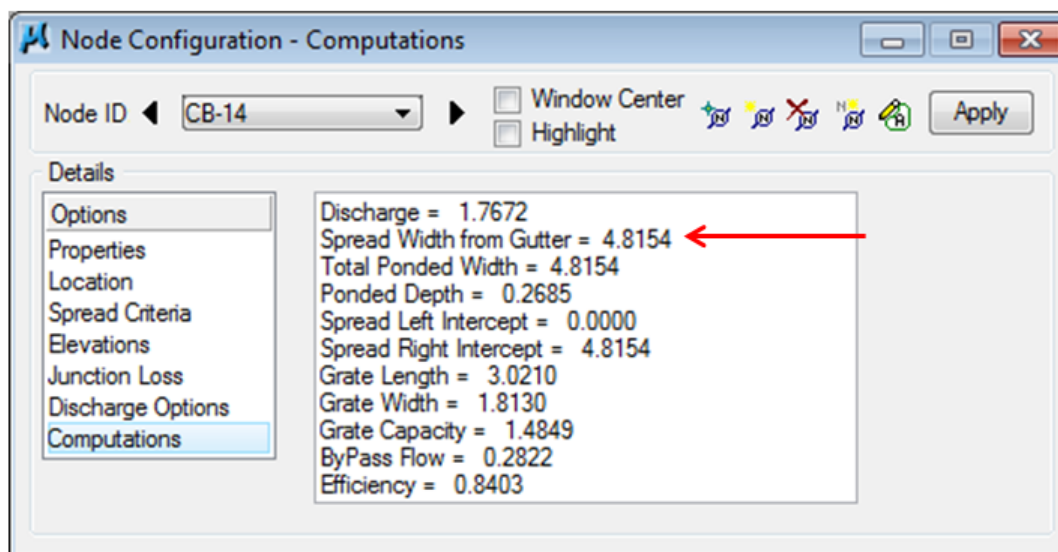 Node Configuration - Computations
Node ID CB-14 Window Center Apply
Highlight
Details
Options
Properties
Location
Spread Criteria
Elevations
Junction Loss
Discharge Options
Computations
Discharge = 1.7672
Spread Width from Gutter = 4.8154
Total Ponded Width = 4.8154
Ponded Depth = 0.2685
Spread Left Intercept = 0.0000
Spread Right Intercept = 4.8154
Grate Length = 3.0210
Grate Width = 1.8130
Grate Capacity = 1.4849
ByPass Flow = 0.2822
Efficiency = 0.8403